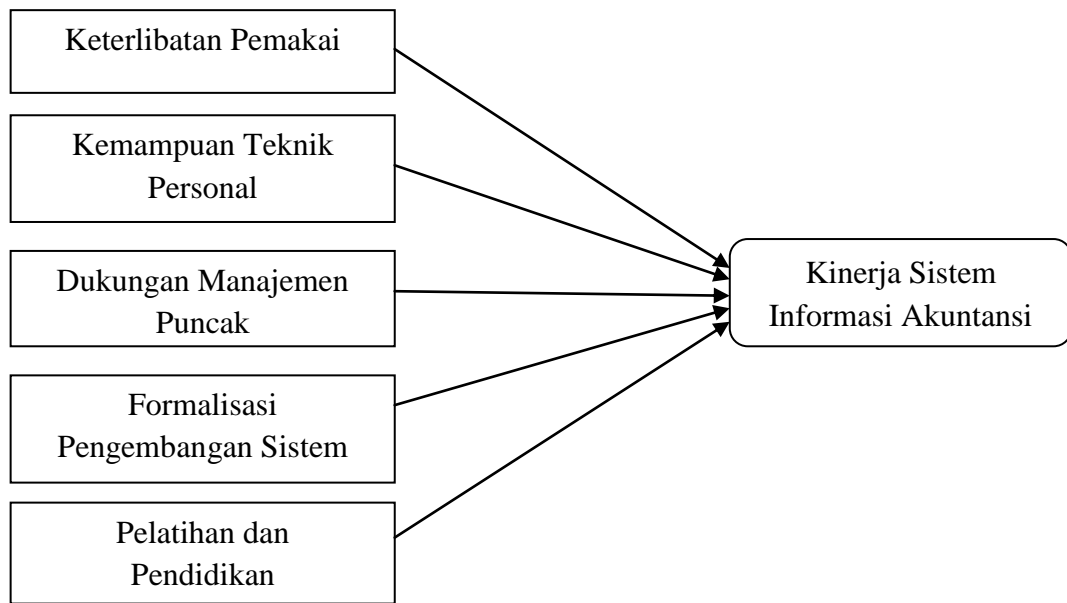 Keterlibatan Pemakai
Kemampuan Teknik
Personal
Dukungan Manajemen
Puncak
Formalisasi
Pengembangan Sistem
Pelatihan dan
Pendidikan
Kinerja Sistem
Informasi Akuntansi